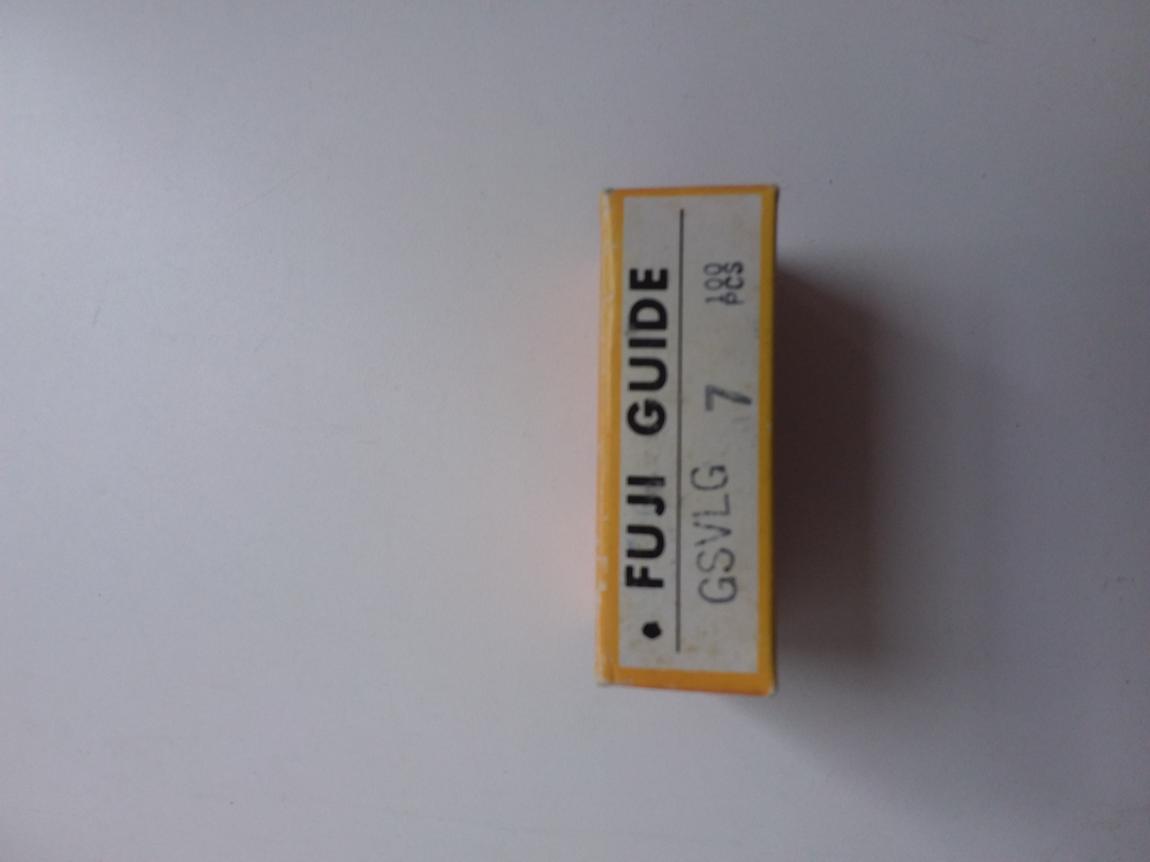 • FUJI GUIDE
GSVLG 7 100 PCS